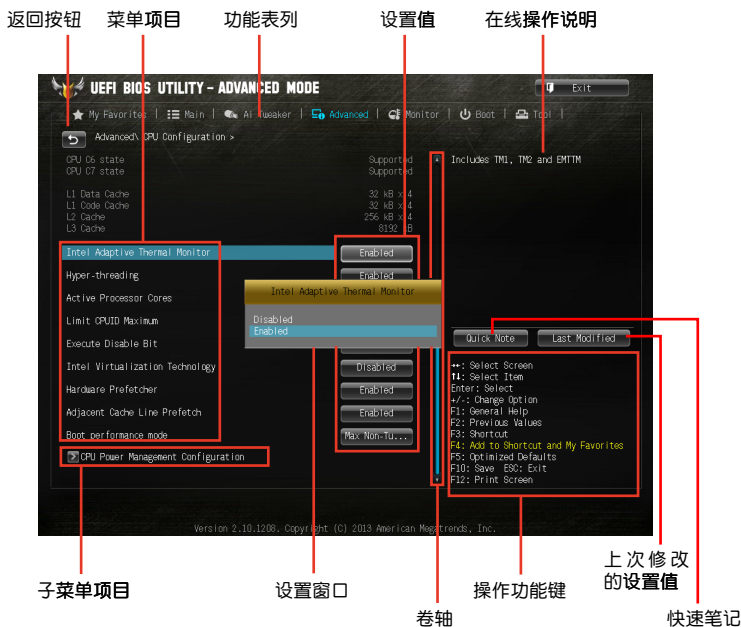 返回按钮 菜单项目 功能表列 设置值 在线操作说明
UEFI BIOS UTILITY – ADVANCED MODE
Exit
My Favorites Main Ai Tweaker Advanced Monitor Boot Tool
Advanced\ CPU Configuration >
CPU C6 state Supported
CPU C7 state Supported
L1 Data Cache 32 kB x 4
L1 Code Cache 32 kB x 4
L2 Cache 256 kB x 4
L3 Cache 8192 kB
Intel Adaptive Thermal Monitor Enabled
Hyper-threading Enabled
Active Processor Cores
Limit CPUID Maximum
Execute Disable Bit
Intel Virtualization Technology Disabled
Hardware Prefetcher Enabled
Adjacent Cache Line Prefetch Enabled
Boot performance mode Max Non-Tu...
CPU Power Management Configuration
Intel Adaptive Thermal Monitor
Disabled
Enabled
Includes TM1, TM2 and EMTTM
Quick Note Last Modified
→←: Select Screen
↑↓: Select Item
Enter: Select
+/-: Change Option
F1: General Help
F2: Previous Values
F3: Shortcut
F4: Add to Shortcut and My Favorites
F5: Optimized Defaults
F10: Save ESC: Exit
F12: Print Screen
Version 2.10.1208. Copyright (C) 2013 American Megatrends, Inc.
子菜单项目 设置窗口 操作功能键
上次修改
的设置值
卷轴 快速笔记